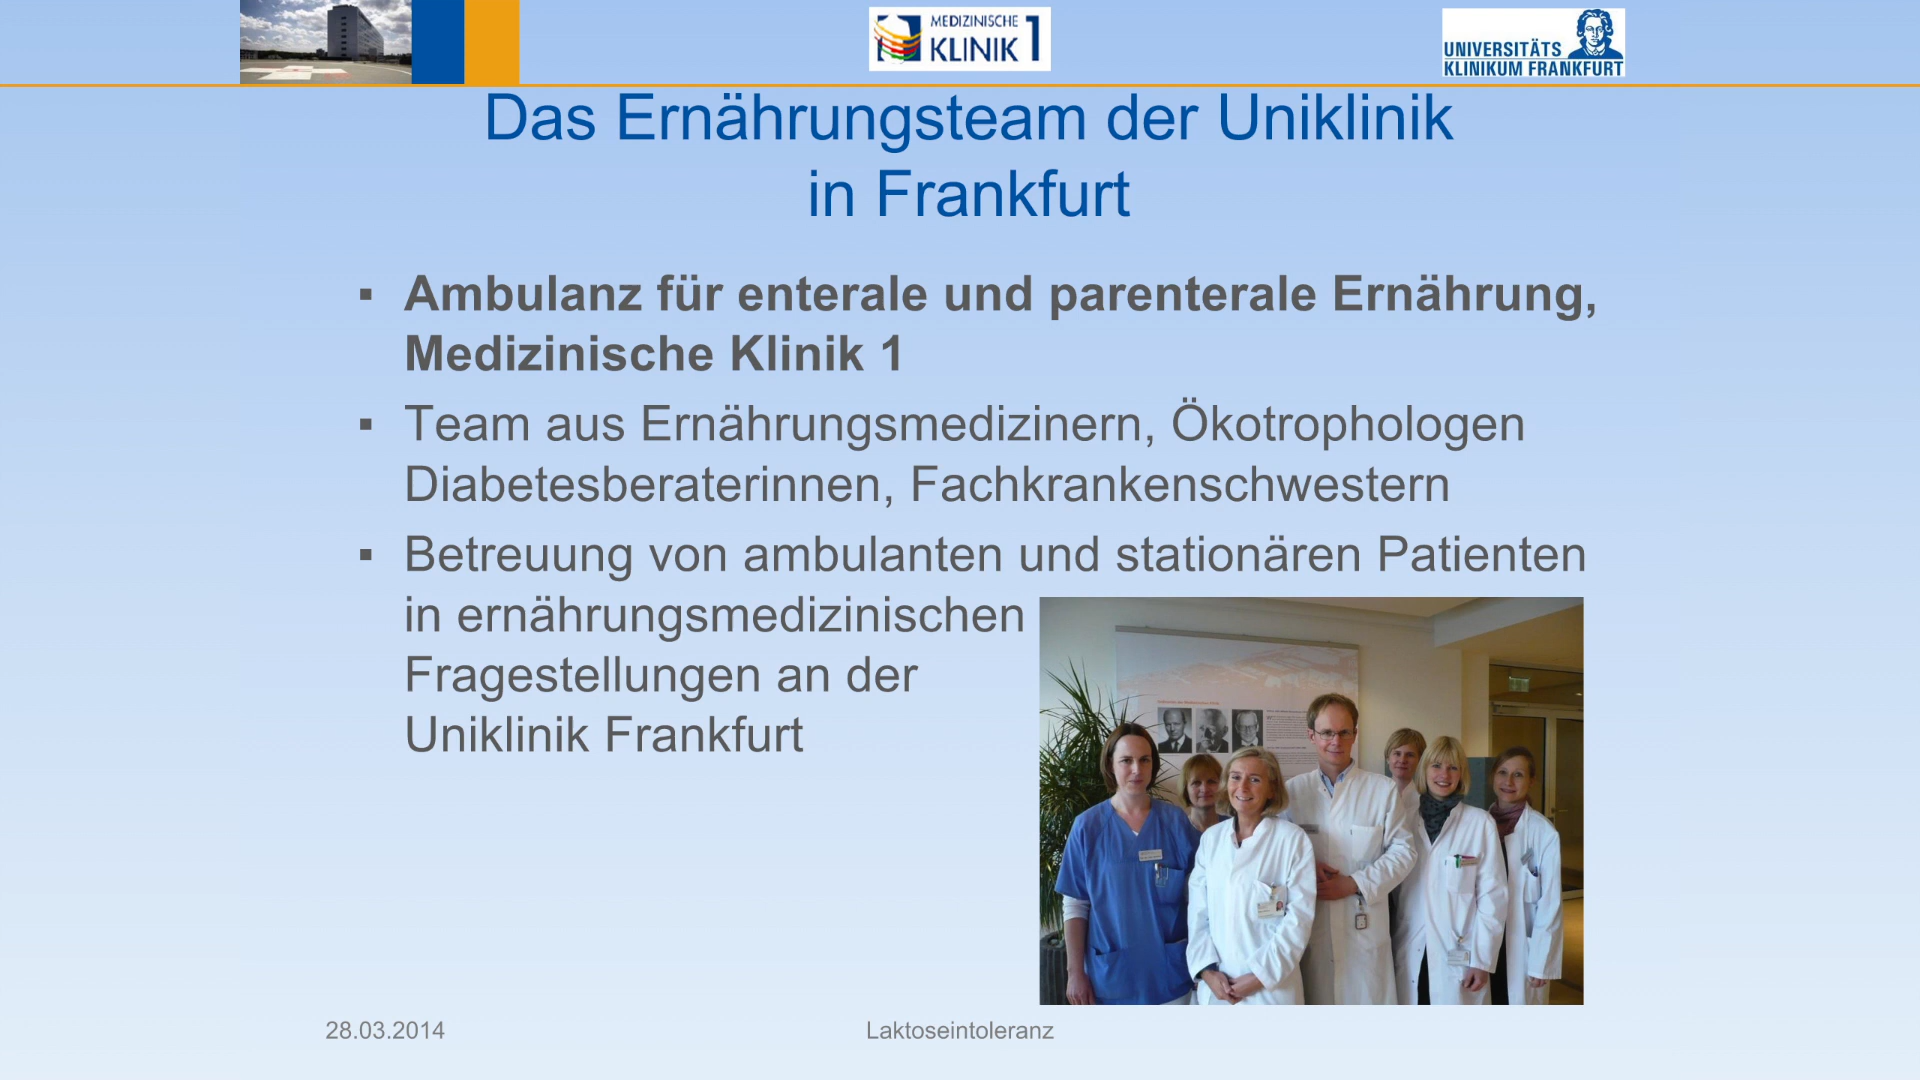 MEDIZINISCHE
KLINIK 1
UNIVERSITÄTS
KLINIKUM FRANKFURT
Das Ernährungsteam der Uniklinik
in Frankfurt
▪ Ambulanz für enterale und parenterale Ernährung,
Medizinische Klinik 1
▪ Team aus Ernährungsmedizinern, Ökotrophologen
Diabetesberaterinnen, Fachkrankenschwestern
▪ Betreuung von ambulanten und stationären Patienten
in ernährungsmedizinischen
Fragestellungen an der
Uniklinik Frankfurt
28.03.2014
Laktoseintoleranz